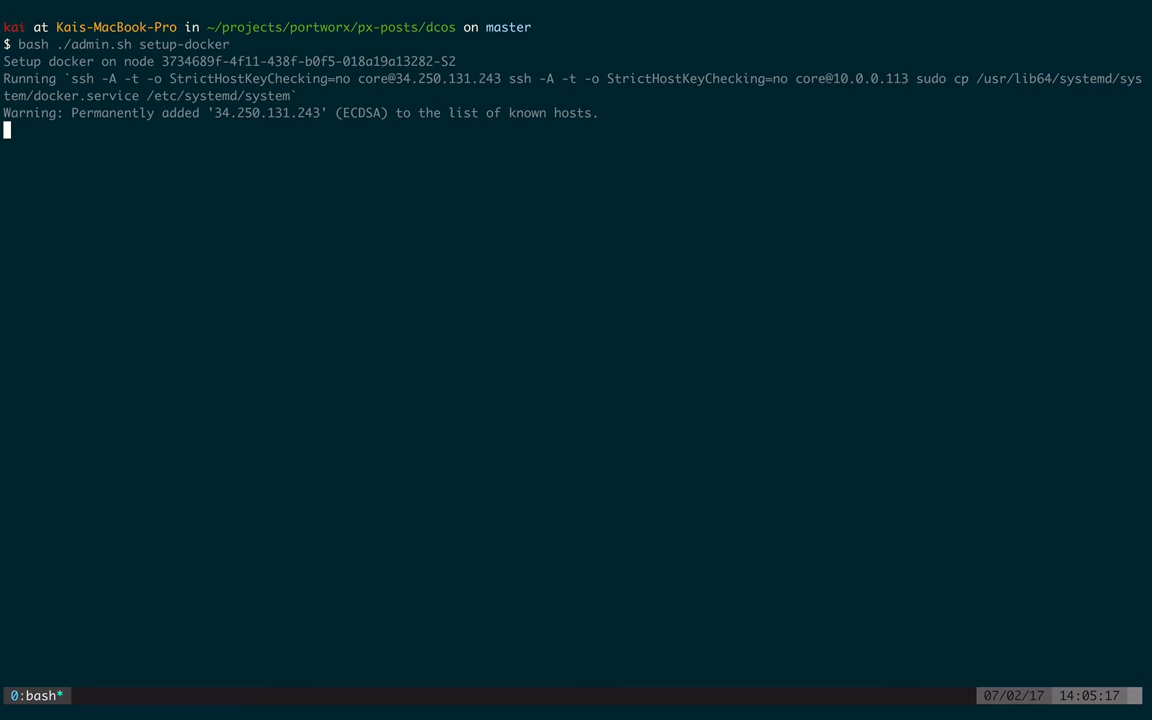 kai at Kais-MacBook-Pro in ~/projects/portworx/px-posts/dcos on master
$ bash ./admin.sh setup-docker
Setup docker on node 3734689f-4f11-438f-b0f5-018a19a13282-S2
Running `ssh -A -t -o StrictHostKeyChecking=no core@34.250.131.243 ssh -A -t -o StrictHostKeyChecking=no core@10.0.0.113 sudo cp /usr/lib64/systemd/sys
tem/docker.service /etc/systemd/system`
Warning: Permanently added '34.250.131.243' (ECDSA) to the list of known hosts.
0:bash* 07/02/17 14:05:17